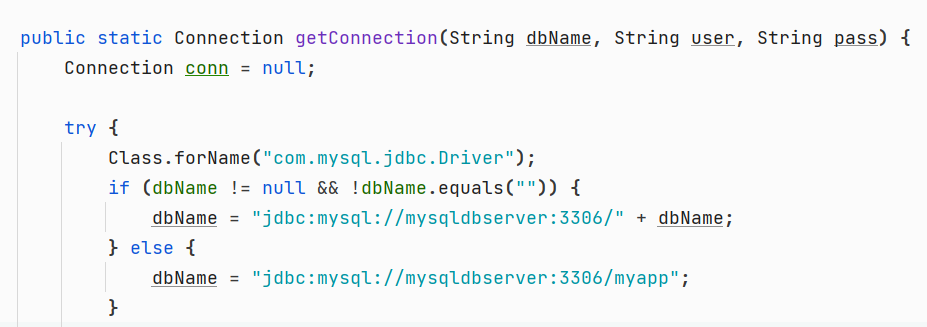 public static Connection getConnection(String dbName, String user, String pass) {
    Connection conn = null;

    try {
        Class.forName("com.mysql.jdbc.Driver");
        if (dbName != null && !dbName.equals("")) {
            dbName = "jdbc:mysql://mysqldbserver:3306/" + dbName;
        } else {
            dbName = "jdbc:mysql://mysqldbserver:3306/myapp";
        }